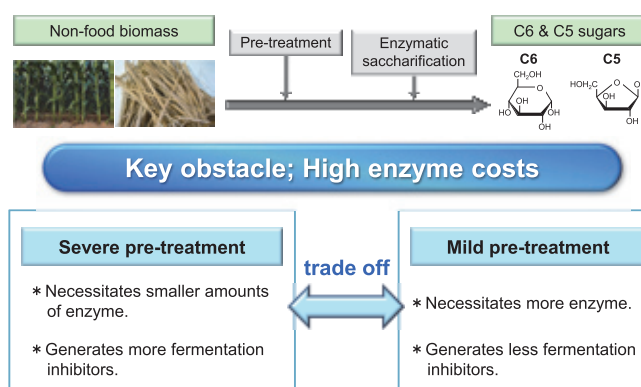 Non-food biomass
Pre-treatment
Enzymatic
saccharification
C6 & C5 sugars
C6
C5
CH₂OH
O
OH
HO
OH
OH
HOH₂C
O
O
OH
OH
Key obstacle; High enzyme costs
Severe pre-treatment
* Necessitates smaller amounts
of enzyme.
* Generates more fermentation
inhibitors.
trade off
Mild pre-treatment
* Necessitates more enzyme.
* Generates less fermentation
inhibitors.